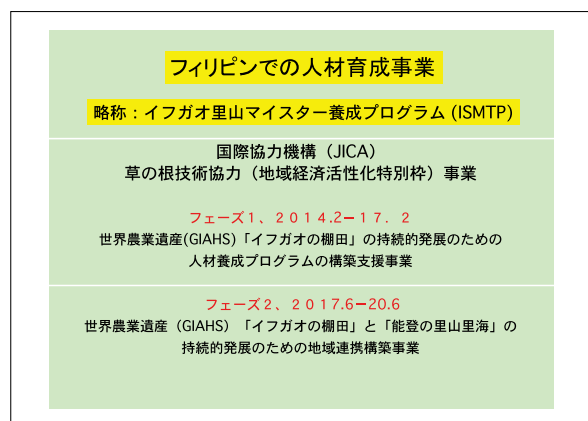 フィリピンでの人材育成事業
略称：イフガオ里山マイスター養成プログラム (ISMTP)
国際協力機構（JICA）
草の根技術協力（地域経済活性化特別枠）事業
フェーズ１、２０１４.２ー１７．２
世界農業遺産(GIAHS)「イフガオの棚田」の持続的発展のための
人材養成プログラムの構築支援事業
フェーズ２、２０１７.６ー２０.６
世界農業遺産（GIAHS）「イフガオの棚田」と「能登の里山里海」の
持続的発展のための地域連携構築事業